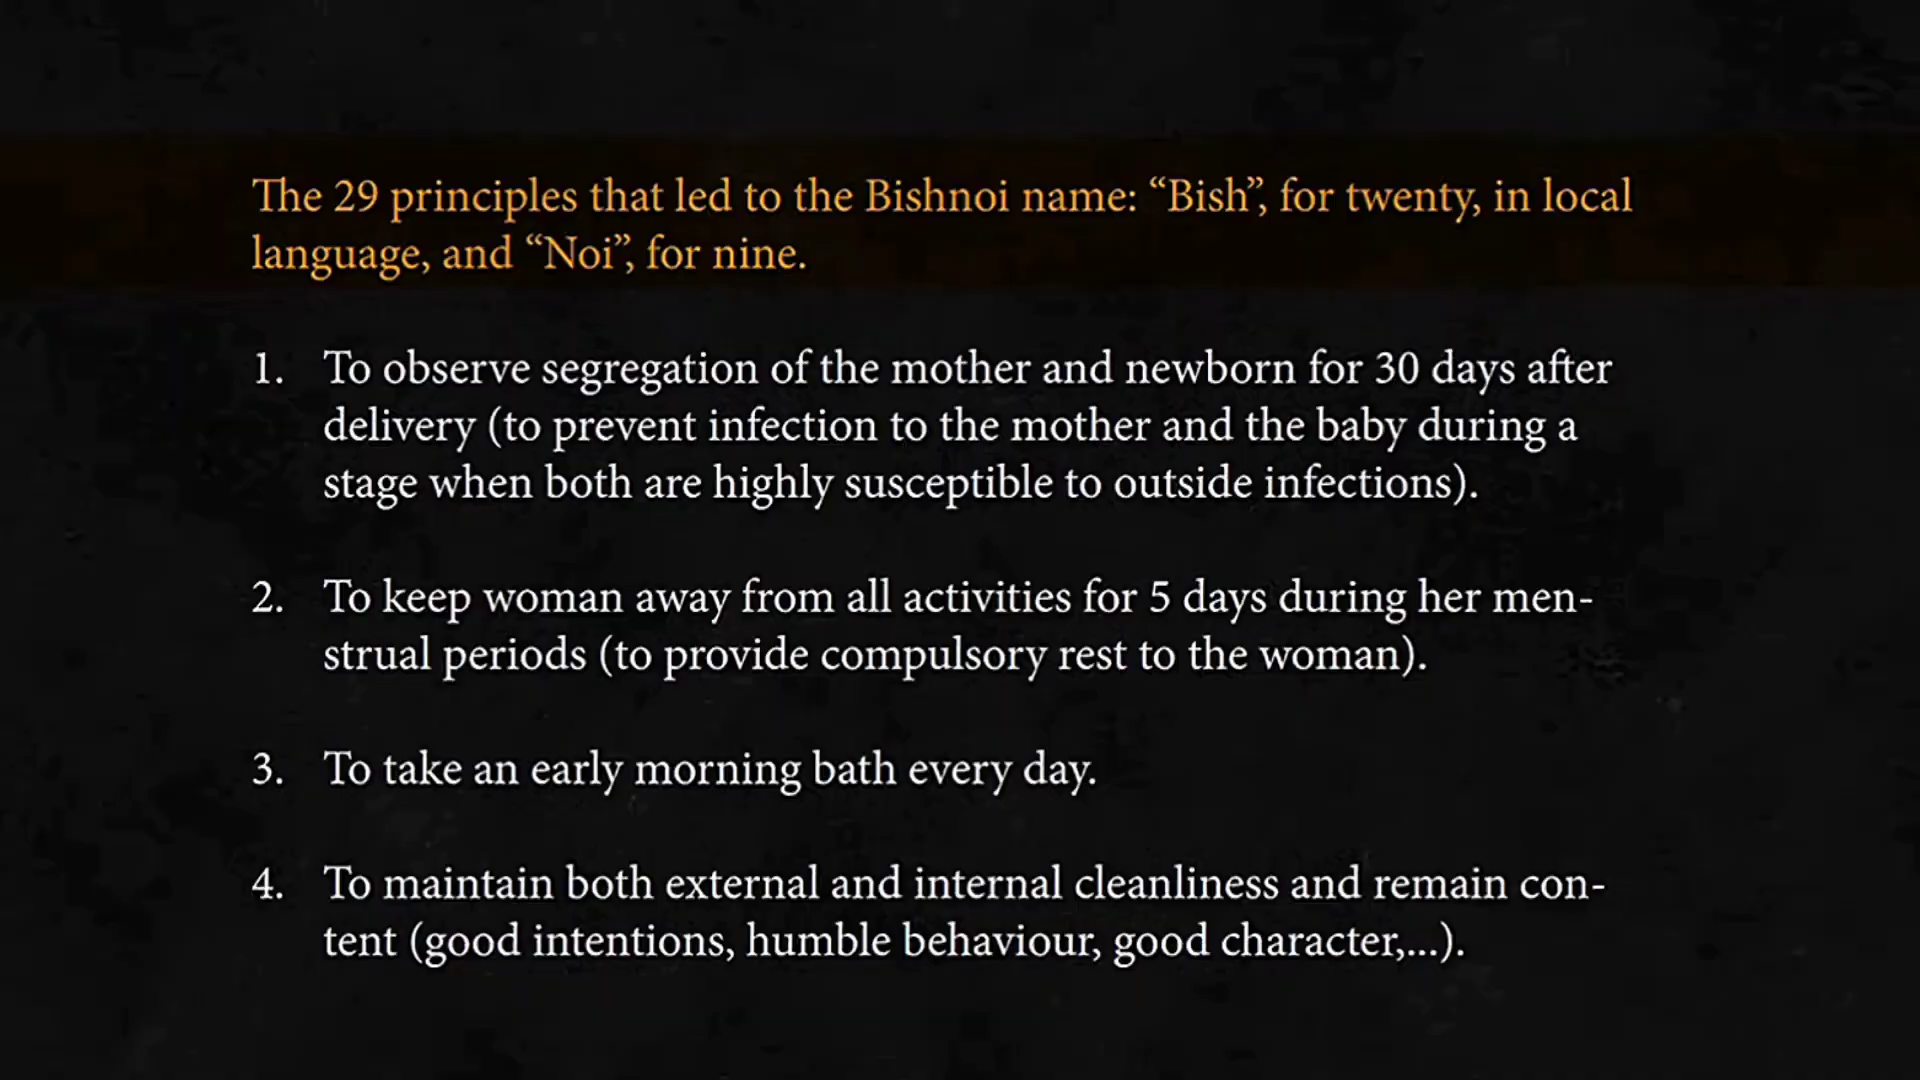 The 29 principles that led to the Bishnoi name: “Bish”, for twenty, in local
language, and “Noi”, for nine.
1. To observe segregation of the mother and newborn for 30 days after
delivery (to prevent infection to the mother and the baby during a
stage when both are highly susceptible to outside infections).
2. To keep woman away from all activities for 5 days during her men-
strual periods (to provide compulsory rest to the woman).
3. To take an early morning bath every day.
4. To maintain both external and internal cleanliness and remain con-
tent (good intentions, humble behaviour, good character,...).